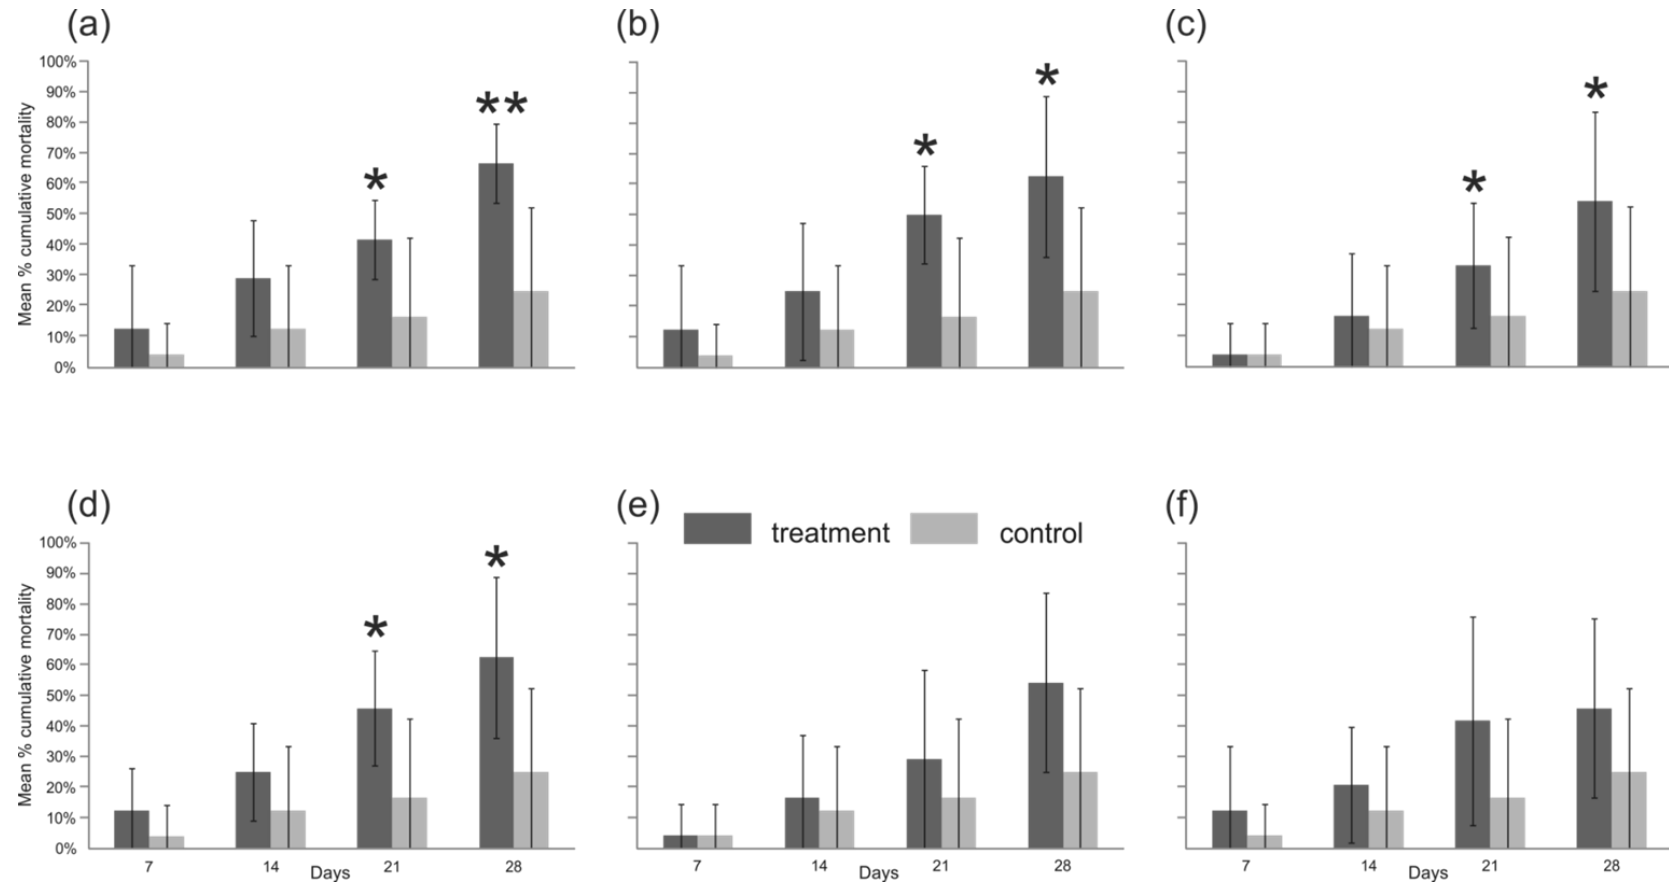 (a)
(b)
(c)
Mean % cumulative mortality
100%
90%
80%
70%
60%
50%
40%
30%
20%
10%
0%
*
**
*
*
*
*
(d)
(e)
(f)
treatment
control
Mean % cumulative mortality
100%
90%
80%
70%
60%
50%
40%
30%
20%
10%
0%
*
*
7 14 21 28
7 14 21 28
7 14 21 28
Days
Days
Days